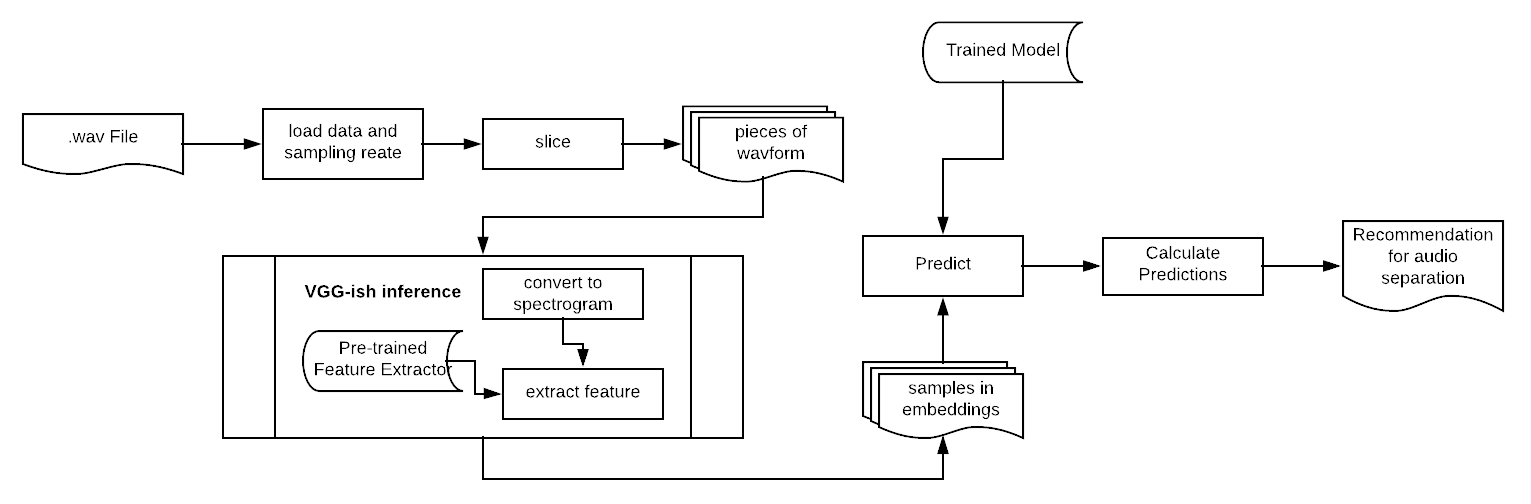 .wav File
load data and
sampling reate
slice
pieces of
wavform
VGG-ish inference
convert to
spectrogram
Pre-trained
Feature Extractor
extract feature
samples in
embeddings
Trained Model
Predict
Calculate
Predictions
Recommendation
for audio
separation